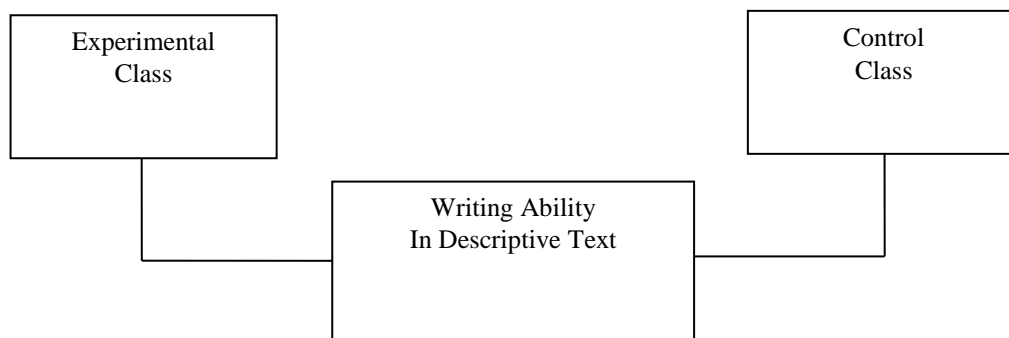 Experimental
Class
Control
Class
Writing Ability
In Descriptive Text